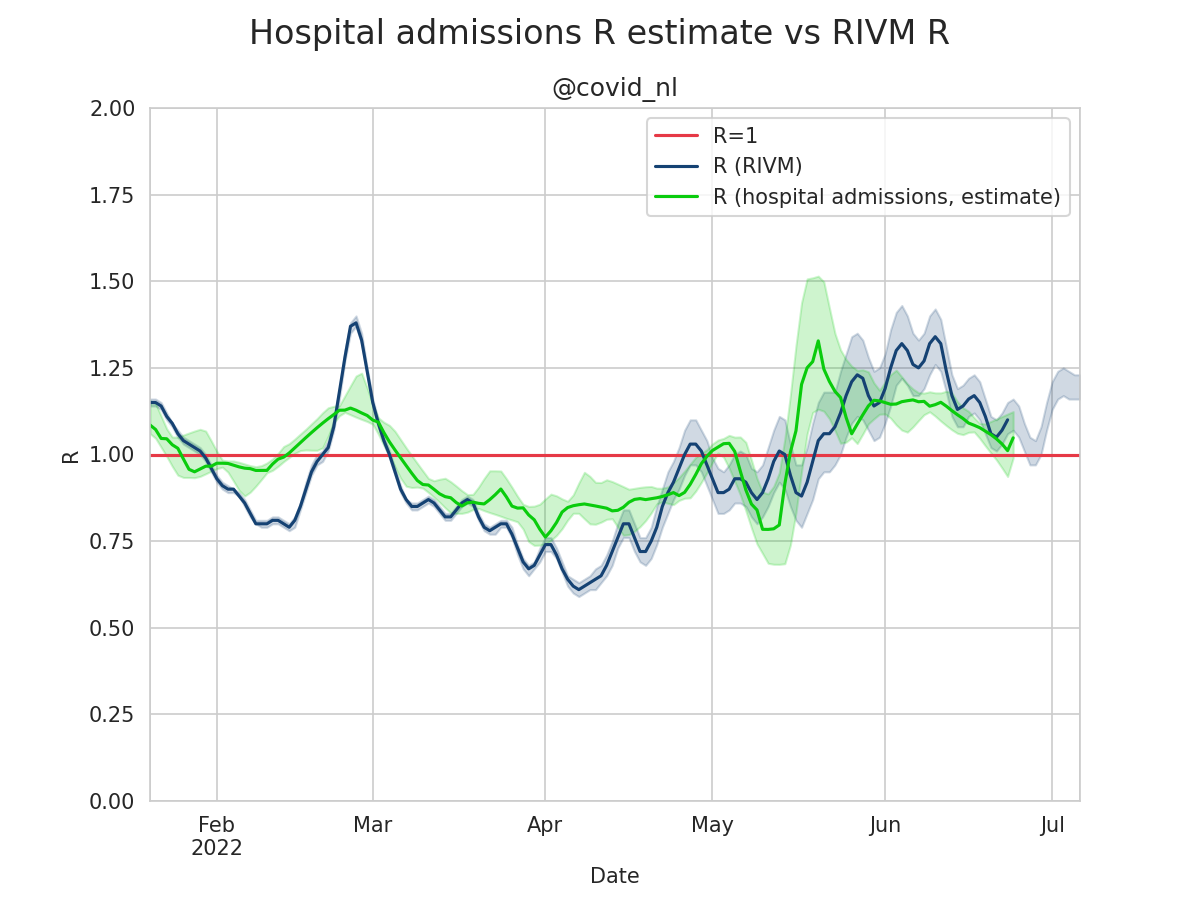 Hospital admissions R estimate vs RIVM R
@covid_nl
R=1
R (RIVM)
R (hospital admissions, estimate)
2.00
1.75
1.50
1.25
1.00
0.75
0.50
0.25
0.00
R
Feb
2022
Mar
Apr
May
Jun
Jul
Date